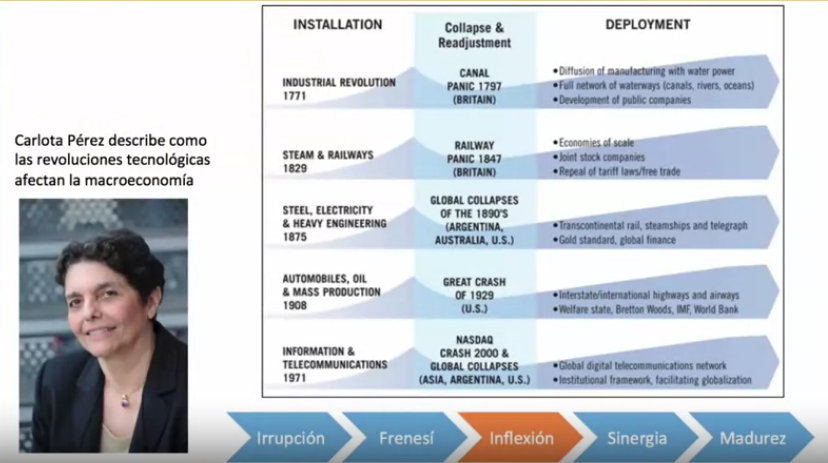 INSTALLATION
Collapse &
Readjustment
DEPLOYMENT
INDUSTRIAL REVOLUTION
1771
CANAL
PANIC 1797
(BRITAIN)
•Diffusion of manufacturing with water power
•Full network of waterways (canals, rivers, oceans)
•Development of public companies
Carlota Pérez describe como
las revoluciones tecnológicas
afectan la macroeconomía
STEAM & RAILWAYS
1829
RAILWAY
PANIC 1847
(BRITAIN)
•Economies of scale
•Joint stock companies
•Repeal of tariff laws/free trade
STEEL, ELECTRICITY
& HEAVY ENGINEERING
1875
GLOBAL COLLAPSES
OF THE 1890'S
(ARGENTINA,
AUSTRALIA, U.S.)
•Transcontinental rail, steamships and telegraph
•Gold standard, global finance
AUTOMOBILES, OIL
& MASS PRODUCTION
1908
GREAT CRASH
OF 1929
(U.S.)
•Interstate/international highways and airways
•Welfare state, Bretton Woods, IMF, World Bank
INFORMATION &
TELECOMMUNICATIONS
1971
NASDAQ
CRASH 2000 &
GLOBAL COLLAPSES
(ASIA, ARGENTINA, U.S.)
•Global digital telecommunications network
•Institutional framework, facilitating globalization
Irrupción
Frenesí
Inflexión
Sinergia
Madurez